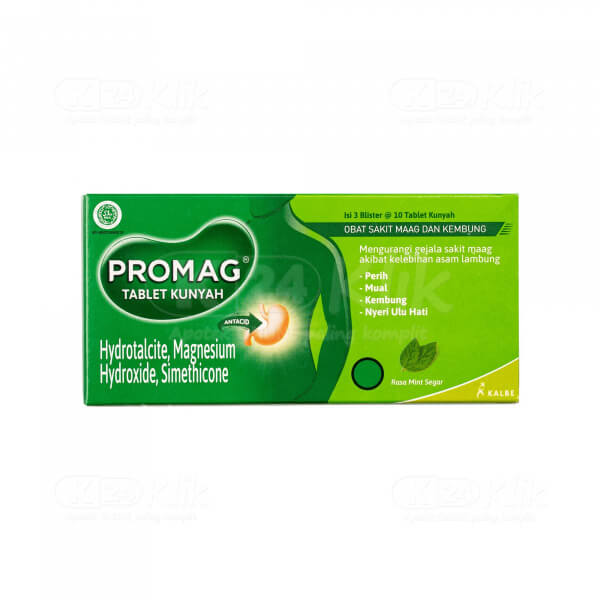 PROMAG®
TABLET KUNYAH
ANTACID
Hydrotalcite, Magnesium
Hydroxide, Simethicone
Isi 3 Blister @ 10 Tablet Kunyah
OBAT SAKIT MAAG DAN KEMBUNG
Mengurangi gejala sakit maag
akibat kelebihan asam lambung
- Perih
- Mual
- Kembung
- Nyeri Ulu Hati
Rasa Mint Segar
KALBE
K24Klik